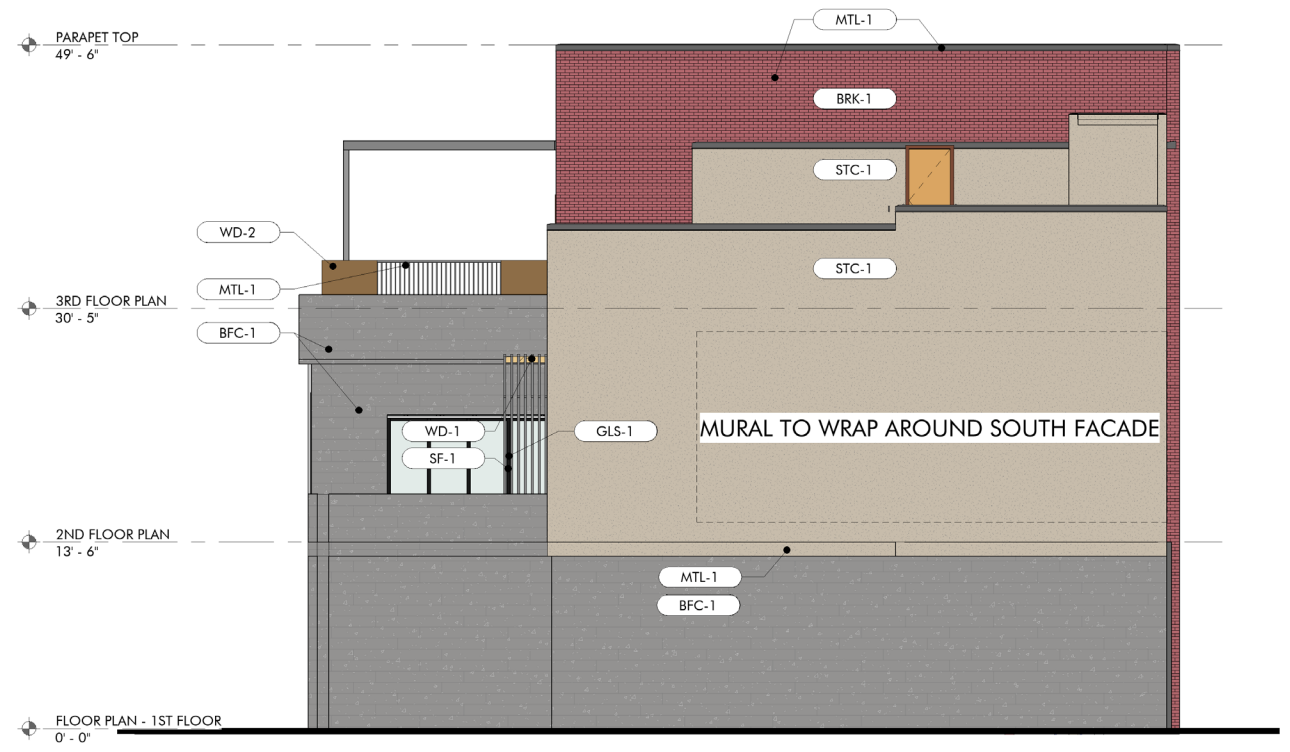 MTL-1
PARAPET TOP
49' - 6"
BRK-1
STC-1
WD-2
STC-1
MTL-1
3RD FLOOR PLAN
30' - 5"
BFC-1
MURAL TO WRAP AROUND SOUTH FACADE
WD-1
GLS-1
SF-1
2ND FLOOR PLAN
13' - 6"
MTL-1
BFC-1
FLOOR PLAN - 1ST FLOOR
0' - 0"